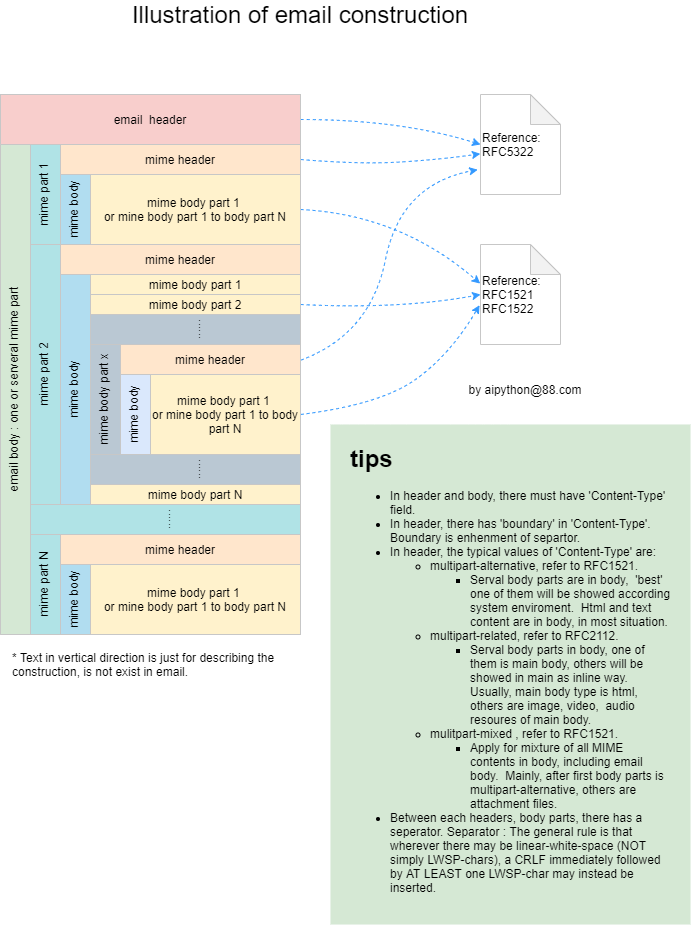 Illustration of email construction
email header
email body : one or serveral mime part
mime part 1
mime header
mime body
mime body part 1
or mine body part 1 to body part N
mime part 2
mime header
mime body
mime body part 1
mime body part 2
mime body part x
mime header
mime body
mime body part 1
or mime body part 1 to body
part N
mime body part N
mime part N
mime header
mime body
mime body part 1
or mime body part 1 to body part N
* Text in vertical direction is just for describing the
construction, is not exist in email.
Reference:
RFC5322
Reference:
RFC1521
RFC1522
by aipython@88.com
tips
• In header and body, there must have 'Content-Type'
field.
• In header, there has 'boundary' in 'Content-Type'.
Boundary is enhenment of separtor.
• In header, the typical values of 'Content-Type' are:
◦ multipart-alternative, refer to RFC1521.
▪ Serval body parts are in body, 'best'
one of them will be showed according
system enviroment. Html and text
content are in body, in most situation.
◦ multipart-related, refer to RFC2112.
▪ Serval body parts in body, one of
them is main body, others will be
showed in main as inline way.
Usually, main body type is html,
others are image, video, audio
resoures of main body.
◦ mulitpart-mixed , refer to RFC1521.
▪ Apply for mixture of all MIME
contents in body, including email
body. Mainly, after first body parts is
multipart-alternative, others are
attachment files.
• Between each headers, body parts, there has a
seperator. Separator : The general rule is that
wherever there may be linear-white-space (NOT
simply LWSP-chars), a CRLF immediately followed
by AT LEAST one LWSP-char may instead be
inserted.